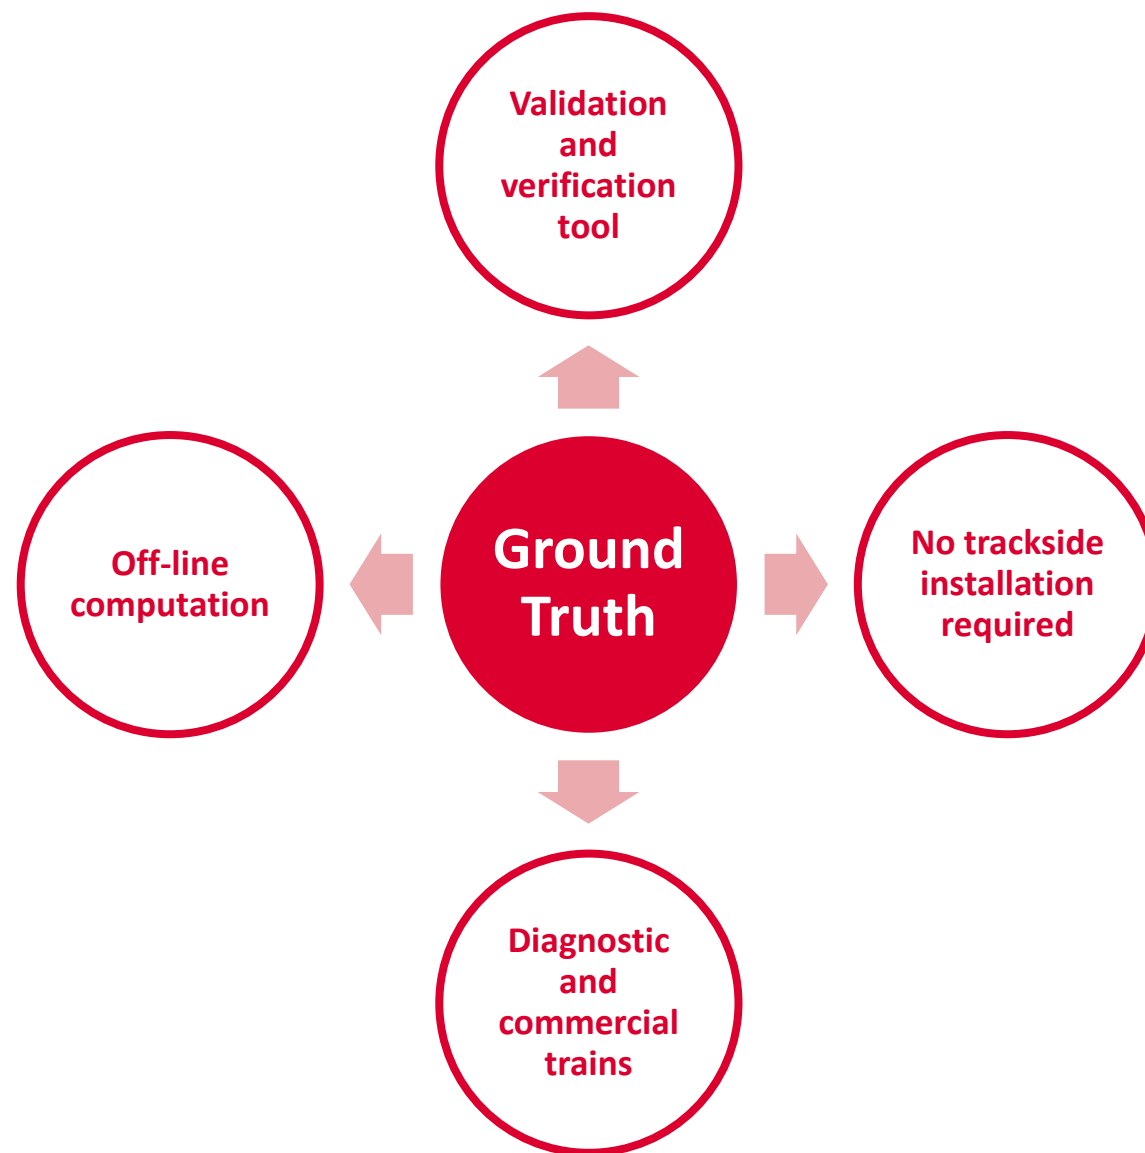 Validation
and
verification
tool
Off-line
computation
Ground
Truth
No trackside
installation
required
Diagnostic
and
commercial
trains